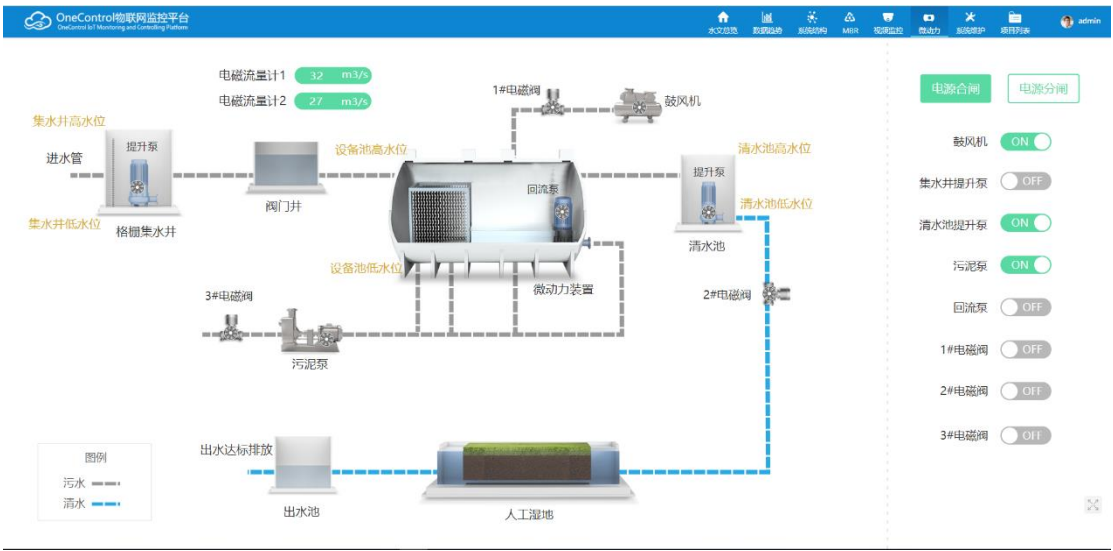 OneControl物联网监控平台
OneControl IoT Monitoring and Controlling Platform
水文总览
数据趋势
系统结构
MBR
视频监控
微动力
系统维护
项目列表
admin
电磁流量计1 32 m3/s
电磁流量计2 27 m3/s
集水井高水位
进水管
提升泵
集水井低水位
格栅集水井
阀门井
设备池高水位
设备池低水位
1#电磁阀
鼓风机
回流泵
微动力装置
清水池高水位
提升泵
清水池低水位
清水池
2#电磁阀
3#电磁阀
污泥泵
出水达标排放
出水池
人工湿地
图例
污水
清水
电源合闸
电源分闸
鼓风机 ON
集水井提升泵 OFF
清水池提升泵 ON
污泥泵 ON
回流泵 OFF
1#电磁阀 OFF
2#电磁阀 OFF
3#电磁阀 OFF